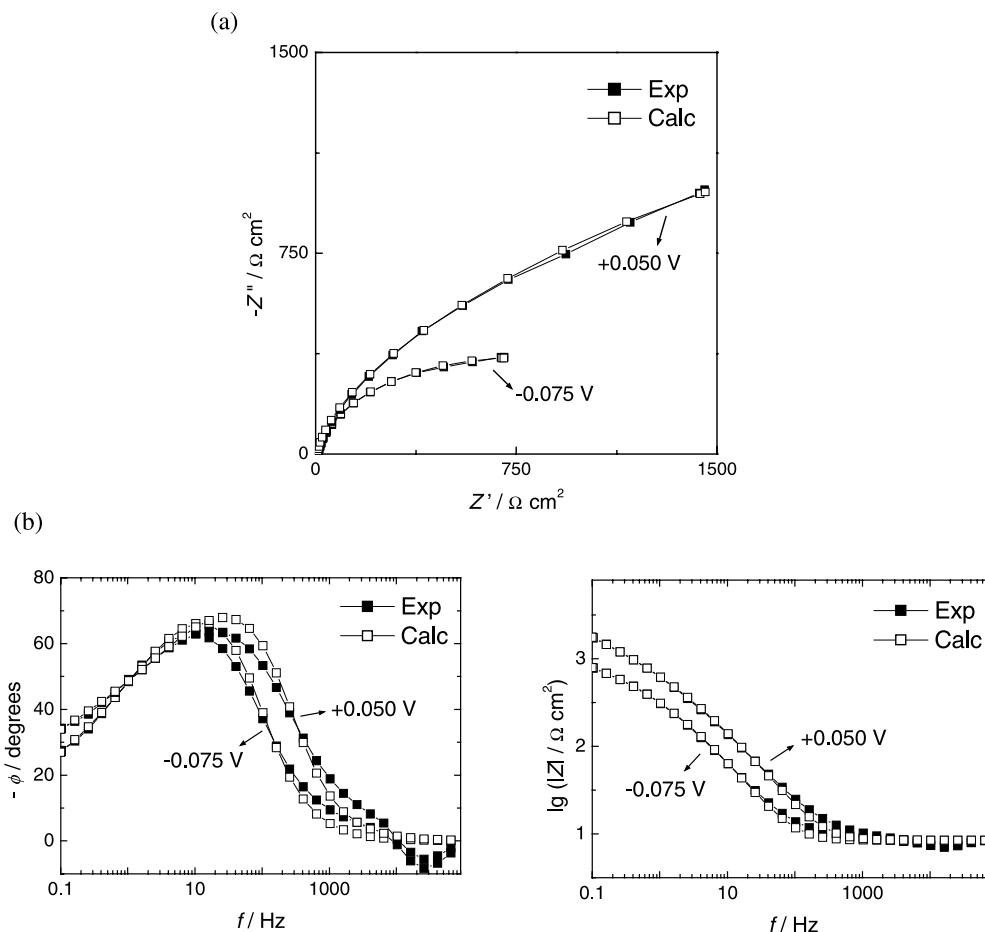 (a)
1500
Exp
Calc
-Z" / Ω cm²
750
+0.050 V
-0.075 V
0
0 750 1500
Z' / Ω cm²
(b)
80
Exp
Calc
60
40
+0.050 V
-0.075 V
20
0
- ϕ / degrees
0.1 10 1000
f / Hz
Exp
Calc
3
+0.050 V
2
-0.075 V
1
lg (|Z| / Ω cm²)
0.1 10 1000
f / Hz